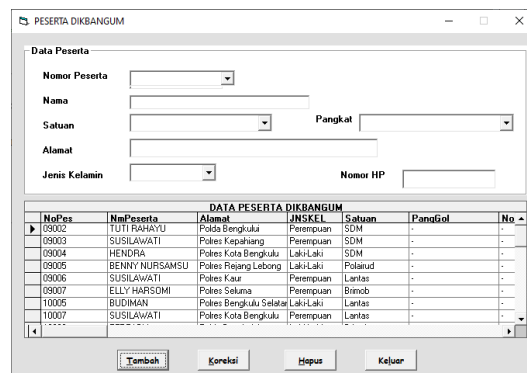 PESERTA DIKBANGUM
Data Peserta
Nomor Peserta
Nama
Satuan Pangkat
Alamat
Jenis Kelamin Nomor HP
DATA PESERTA DIKBANGUM
NoPes NmPeserta Alamat JNSKEL Satuan PangGol No
09002 TUTI RAHAYU Polda Bengkului Perempuan SDM -
09003 SUSILAWATI Polres Kepahiang Perempuan SDM - -
09004 HENDRA Polres Kota Bengkulu Laki-Laki SDM - -
09005 BENNY NURSAMSU Polres Rejang Lebong Laki-Laki Polairud - -
09006 SUSILAWATI Polres Kaur Perempuan Lantas - -
09007 ELLY HARSOMI Polres Seluma Perempuan Brimob - -
10005 BUDIMAN Polres Bengkulu Selatan Laki-Laki Lantas - -
10007 SUSILAWATI Polres Kota Bengkulu Perempuan Lantas - -
Tambah Koreksi Hapus Keluar